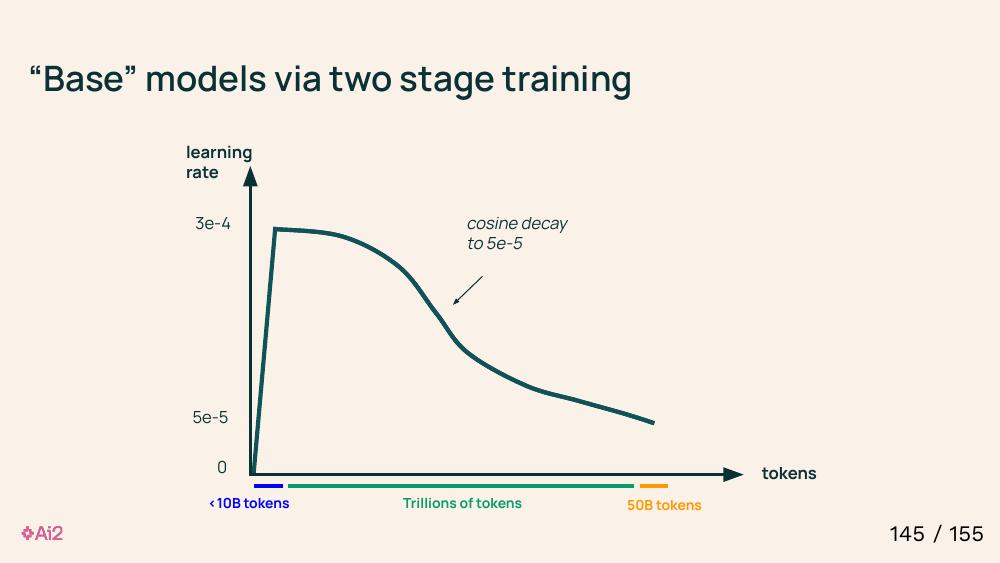 “Base” models via two stage training
learning
rate
3e-4
cosine decay
to 5e-5
5e-5
0
tokens
<10B tokens
Trillions of tokens
50B tokens
Ai2
145 / 155